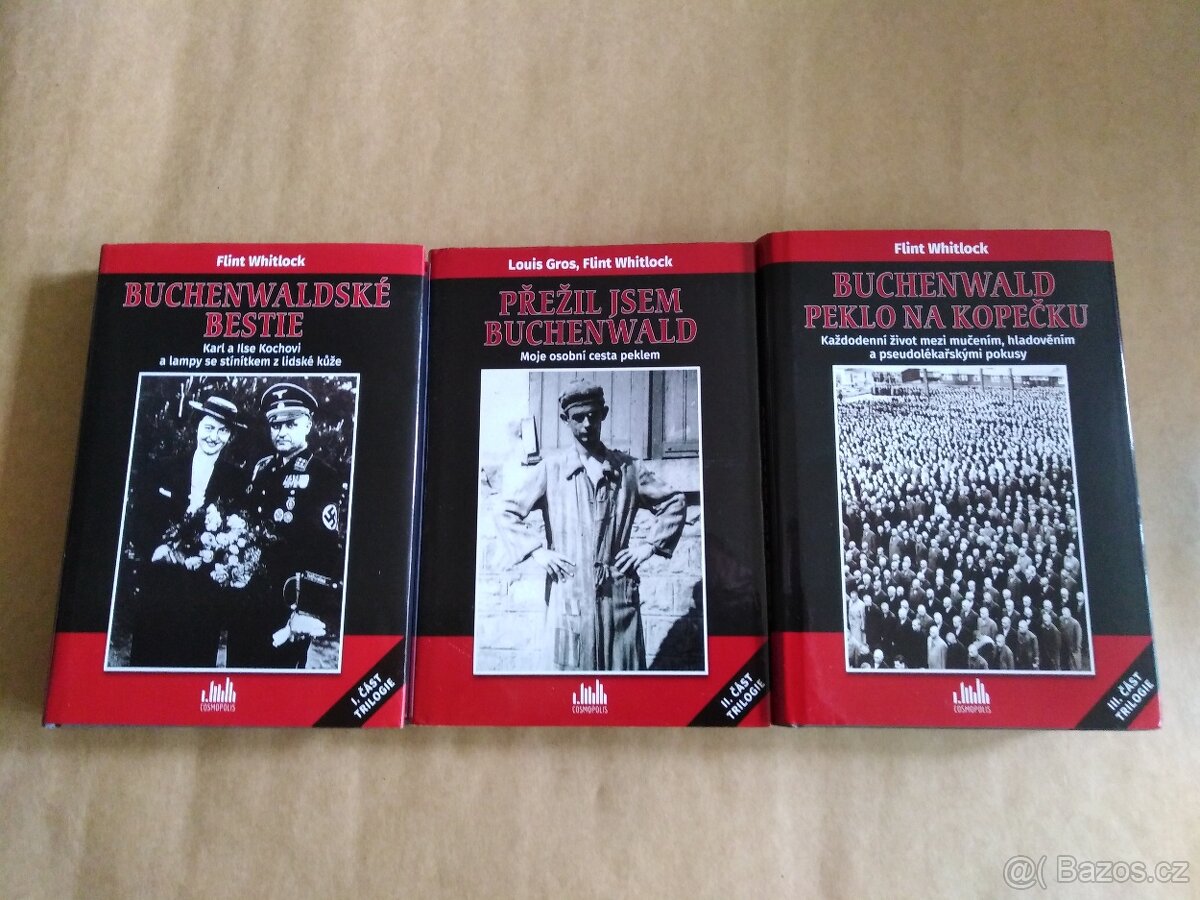 Flint Whitlock
BUCHENWALDSKÉ
BESTIE
Karl a Ilse Kochovi
a lampy se stínítkem z lidské kůže
I. ČÁST
TRILOGIE
COSMOPOLIS
Louis Gros, Flint Whitlock
PŘEŽIL JSEM
BUCHENWALD
Moje osobní cesta peklem
II. ČÁST
TRILOGIE
COSMOPOLIS
Flint Whitlock
BUCHENWALD
PEKLO NA KOPEČKU
Každodenní život mezi mučením, hladověním
a pseudolékařskými pokusy
III. ČÁST
TRILOGIE
COSMOPOLIS
@( Bazos.cz